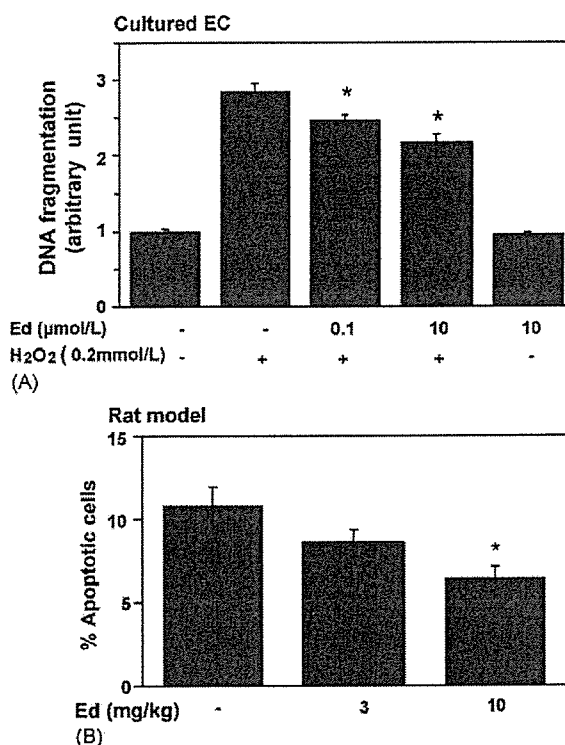 Cultured EC
DNA fragmentation
(arbitrary unit)
3
2
1
0
*
*
Ed (µmol/L) - - 0.1 10 10
H₂O₂ ( 0.2mmol/L) - + + + -
(A)
Rat model
% Apoptotic cells
15
10
5
0
*
Ed (mg/kg) - 3 10
(B)